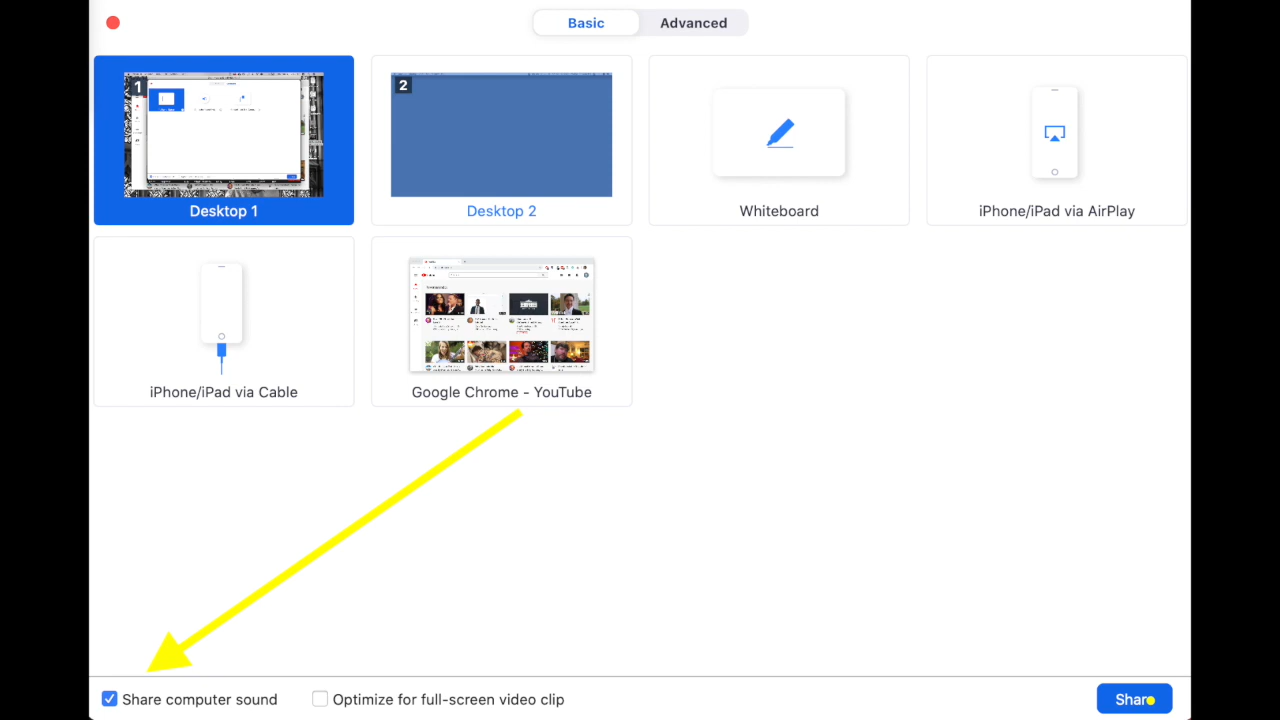 Basic
Advanced
1
Desktop 1
2
Desktop 2
Whiteboard
iPhone/iPad via AirPlay
iPhone/iPad via Cable
Google Chrome - YouTube
Share computer sound
Optimize for full-screen video clip
Share